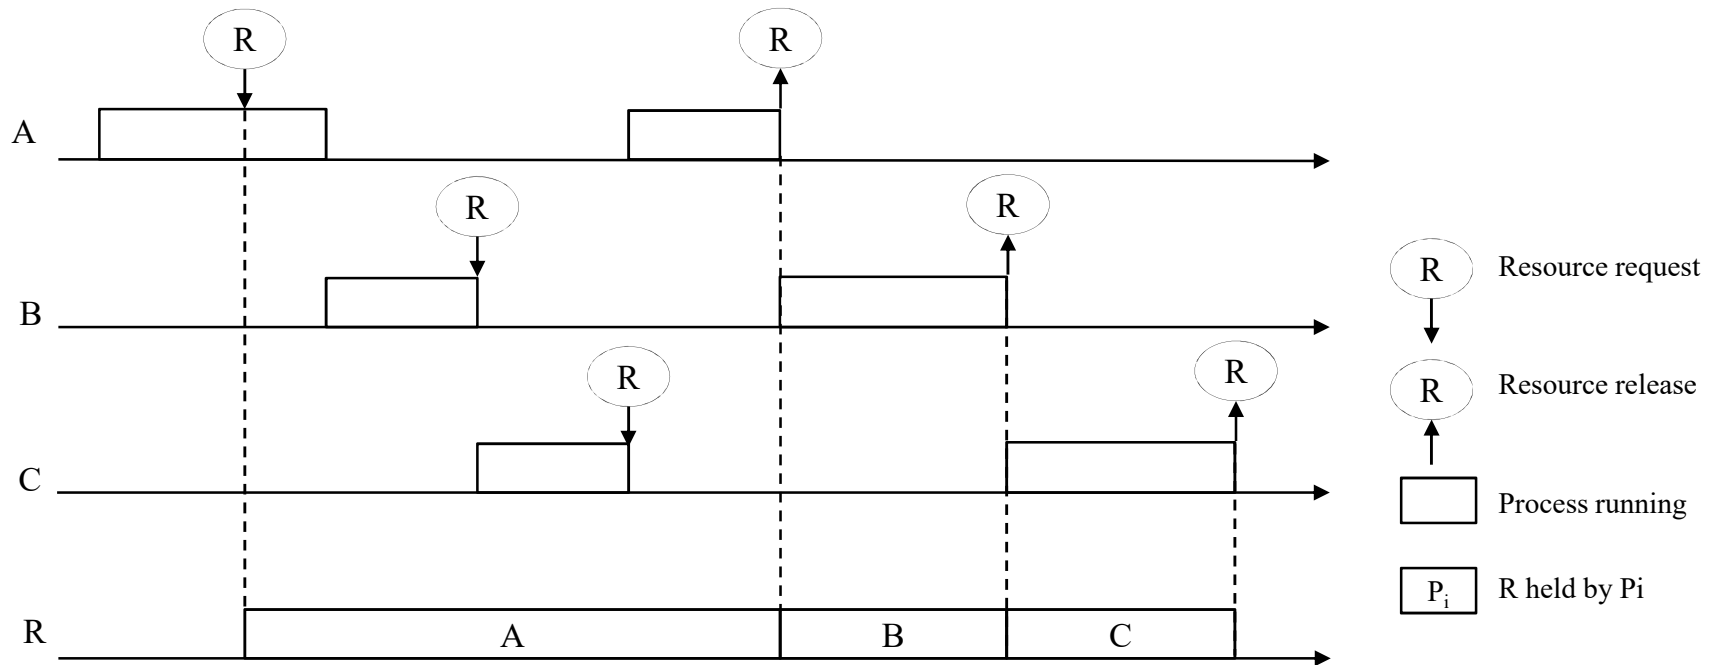 R R
A
R R
B
R Resource request
R R
R Resource release
C
Process running
P_i R held by Pi
R A B C